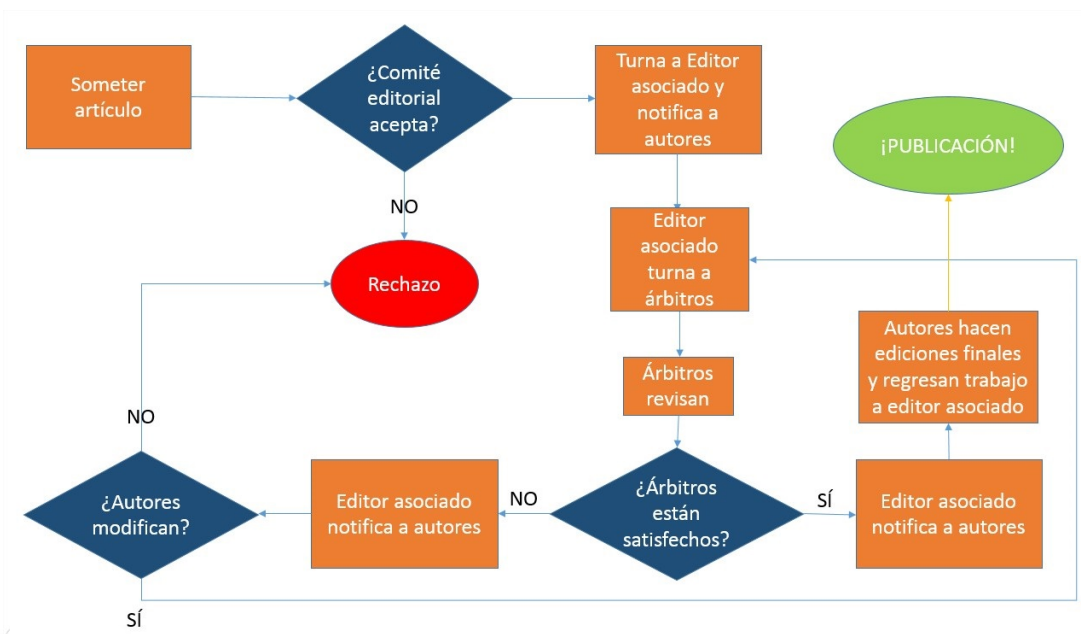 Someter
artículo
¿Comité
editorial
acepta?
Turna a Editor
asociado y
notifica a
autores
¡PUBLICACIÓN!
NO
Rechazo
Editor
asociado
turna a
árbitros
Árbitros
revisan
Autores hacen
ediciones finales
y regresan trabajo
a editor asociado
NO
¿Autores
modifican?
Editor asociado
notifica a autores
NO
¿Árbitros
están
satisfechos?
SÍ
Editor asociado
notifica a autores
SÍ